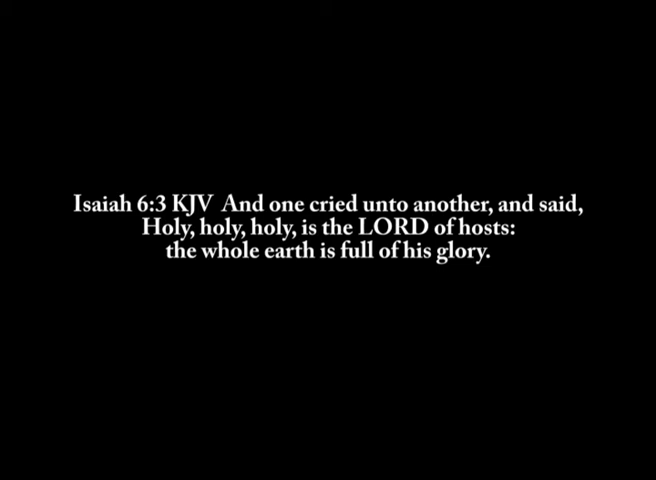 Isaiah 6:3 KJV  And one cried unto another, and said,
Holy, holy, holy, is the LORD of hosts:
the whole earth is full of his glory.